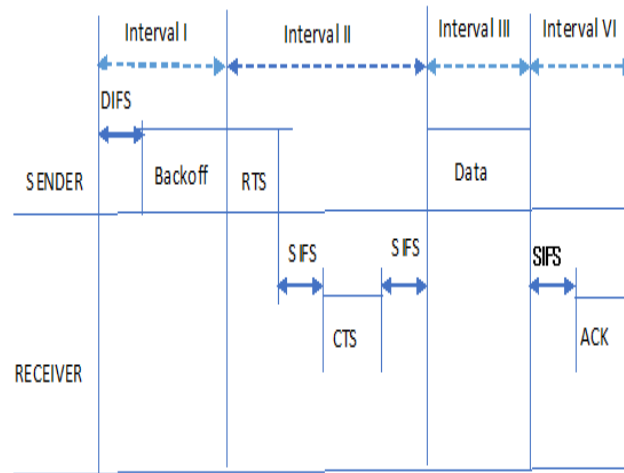 Interval I
Interval II
Interval III
Interval VI
DIFS
SENDER
Backoff
RTS
Data
SIFS
SIFS
SIFS
CTS
ACK
RECEIVER